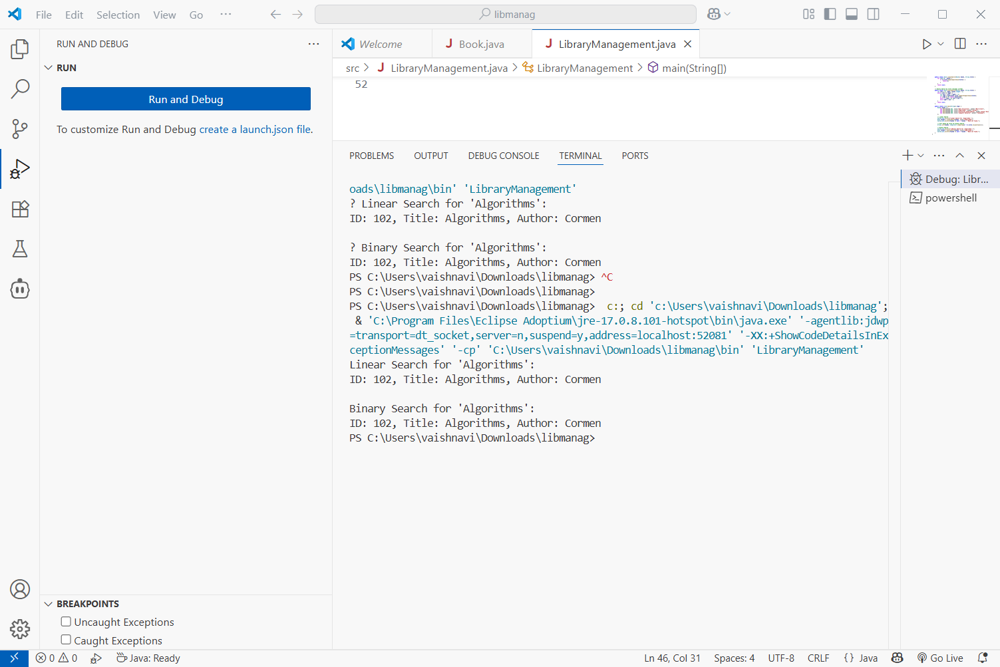 File Edit Selection View Go ··· libmanag
RUN AND DEBUG ···
RUN
Run and Debug
To customize Run and Debug create a launch.json file.
Welcome
Book.java
LibraryManagement.java
src > LibraryManagement.java > LibraryManagement > main(String[])
52
PROBLEMS OUTPUT DEBUG CONSOLE TERMINAL PORTS
Debug: Libr...
powershell
oads\libmanag\bin' 'LibraryManagement'
? Linear Search for 'Algorithms':
ID: 102, Title: Algorithms, Author: Cormen
? Binary Search for 'Algorithms':
ID: 102, Title: Algorithms, Author: Cormen
PS C:\Users\vaishnavi\Downloads\libmanag> ^C
PS C:\Users\vaishnavi\Downloads\libmanag>
PS C:\Users\vaishnavi\Downloads\libmanag>  c:; cd 'c:\Users\vaishnavi\Downloads\libmanag';
& 'C:\Program Files\Eclipse Adoptium\jre-17.0.8.101-hotspot\bin\java.exe' '-agentlib:jdwp
=transport=dt_socket,server=n,suspend=y,address=localhost:52081' '-XX:+ShowCodeDetailsInEx
ceptionMessages' '-cp' 'C:\Users\vaishnavi\Downloads\libmanag\bin' 'LibraryManagement'
Linear Search for 'Algorithms':
ID: 102, Title: Algorithms, Author: Cormen
Binary Search for 'Algorithms':
ID: 102, Title: Algorithms, Author: Cormen
PS C:\Users\vaishnavi\Downloads\libmanag>
BREAKPOINTS
Uncaught Exceptions
Caught Exceptions
0 0 Java: Ready Ln 46, Col 31 Spaces: 4 UTF-8 CRLF {} Java Go Live